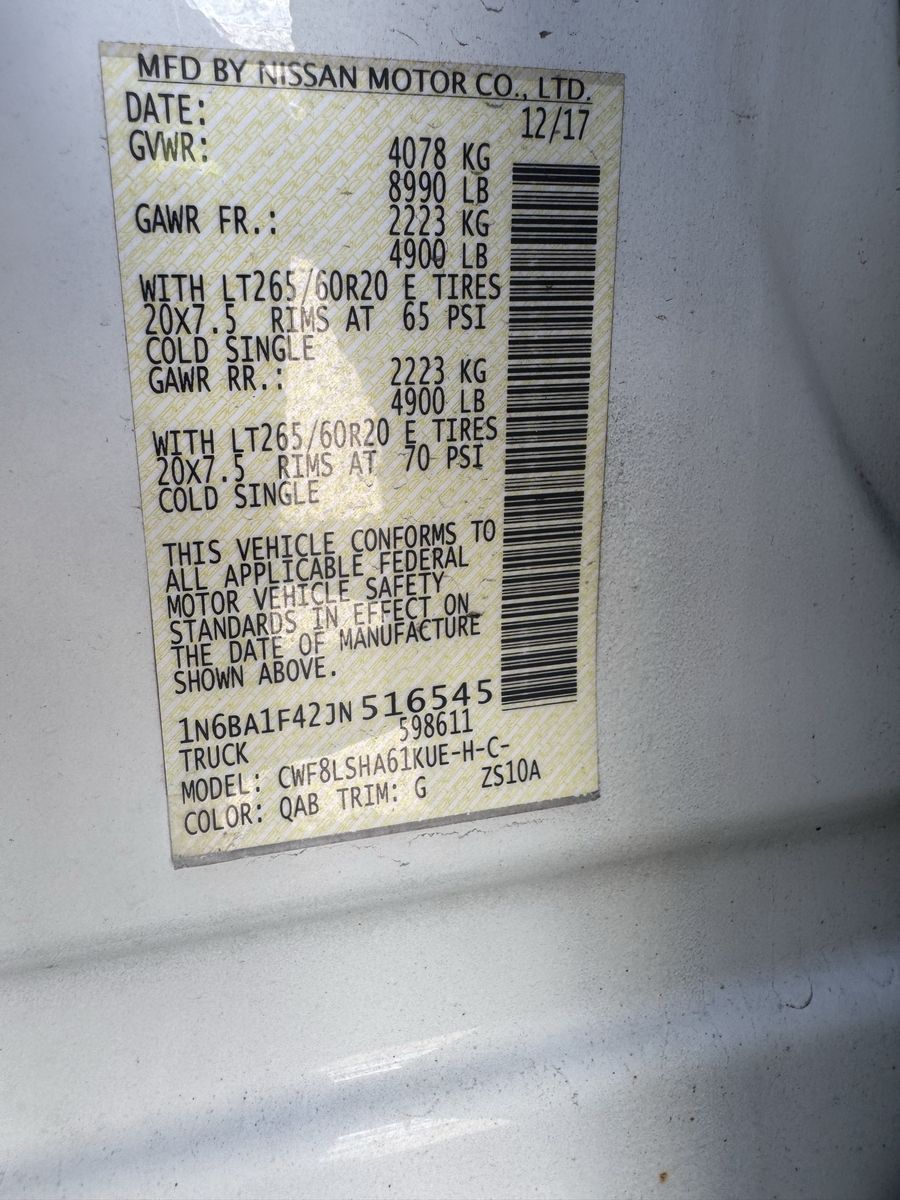 MFD BY NISSAN MOTOR CO., LTD.
DATE: 12/17
GVWR: 4078 KG
8990 LB
GAWR FR.: 2223 KG
4900 LB
WITH LT265/60R20 E TIRES
20X7.5 RIMS AT 65 PSI
COLD SINGLE
GAWR RR.: 2223 KG
4900 LB
WITH LT265/60R20 E TIRES
20X7.5 RIMS AT 70 PSI
COLD SINGLE
THIS VEHICLE CONFORMS TO
ALL APPLICABLE FEDERAL
MOTOR VEHICLE SAFETY
STANDARDS IN EFFECT ON
THE DATE OF MANUFACTURE
SHOWN ABOVE.
1N6BA1F42JN516545
TRUCK 598611
MODEL: CWF8LSHA61KUE-H-C-
COLOR: QAB TRIM: G ZS10A